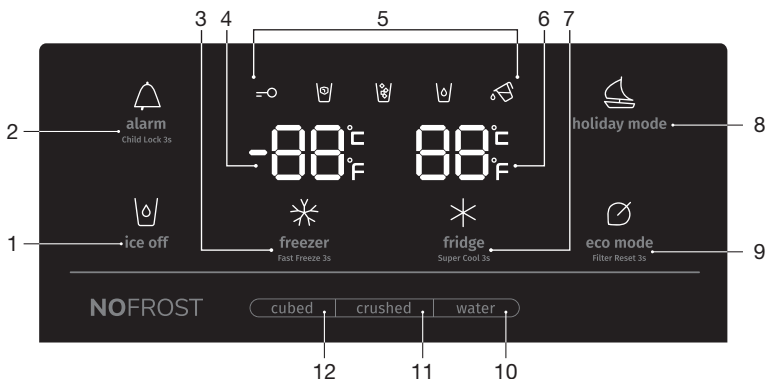 3 4 5 6 7
2 alarm holiday mode 8
Child Lock 3s
-88 °C °F 88 °C °F
1 ice off freezer fridge eco mode 9
Fast Freeze 3s Super Cool 3s Filter Reset 3s
NOFROST cubed crushed water
12 11 10